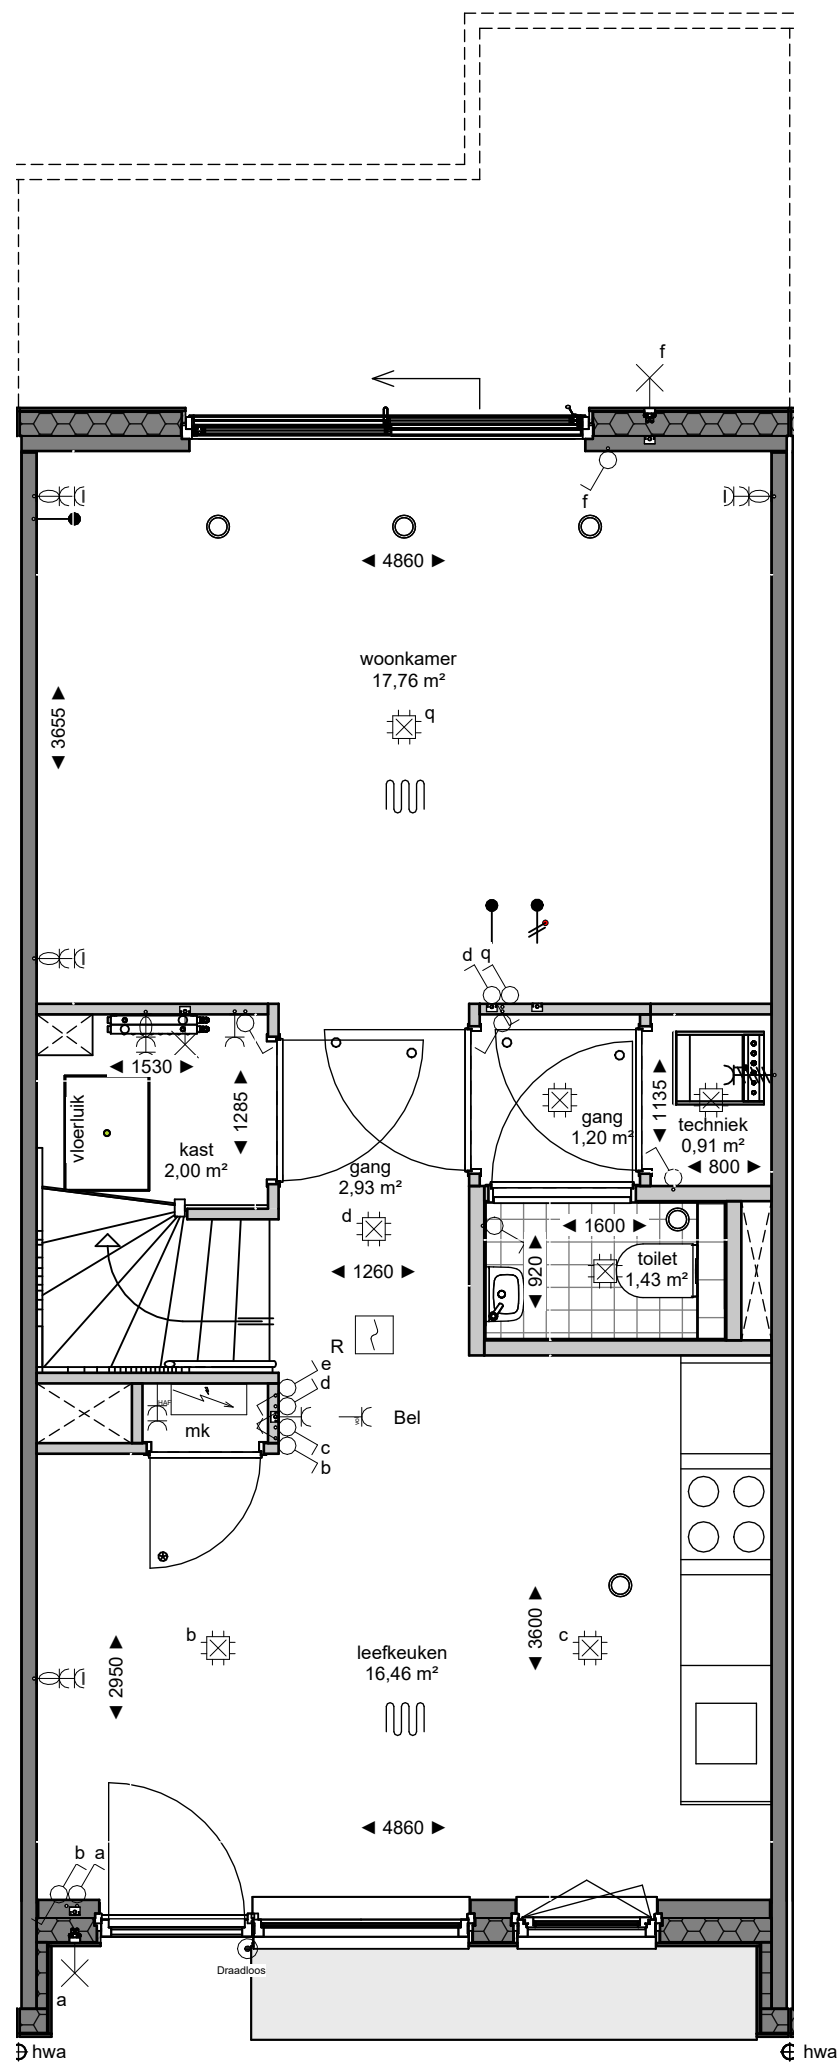 f
f
◄ 4860 ►
woonkamer
17,76 m²
q
◄ 3655 ►
d q
◄ 1530 ►
◄ 1285 ►
vloerluik
kast
2,00 m²
gang
1,20 m²
◄ 1135 ►
techniek
0,91 m²
◄ 800 ►
gang
2,93 m²
d
◄ 1260 ►
◄ 1600 ►
◄ 920 ►
toilet
1,43 m²
R
e
d
mk
Bel
c
b
b
◄ 2950 ►
leefkeuken
16,46 m²
◄ 3600 ►
c
◄ 4860 ►
b a
Draadloos
a
hwa
hwa